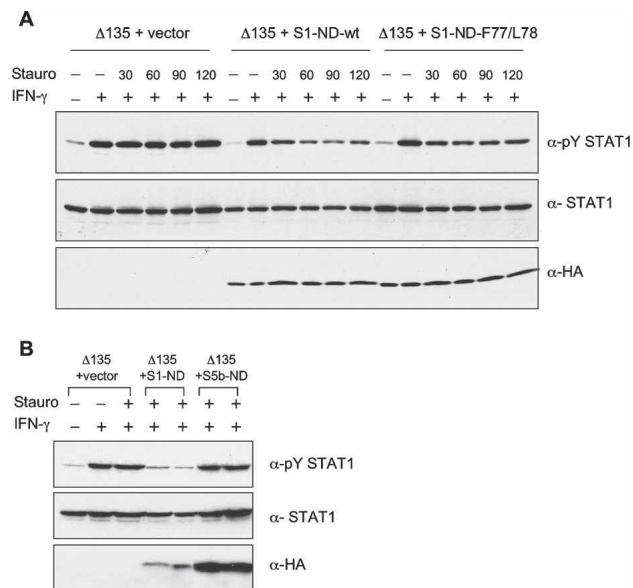 A
Δ135 + vector Δ135 + S1-ND-wt Δ135 + S1-ND-F77/L78
Stauro – – 30 60 90 120 – – 30 60 90 120 – – 30 60 90 120
IFN-γ – + + + + + – + + + + + – + + + + +
α-pY STAT1
α- STAT1
α-HA
B
Δ135 Δ135 Δ135
+vector +S1-ND +S5b-ND
Stauro – – + + + + +
IFN-γ – + + + + + +
α-pY STAT1
α- STAT1
α-HA